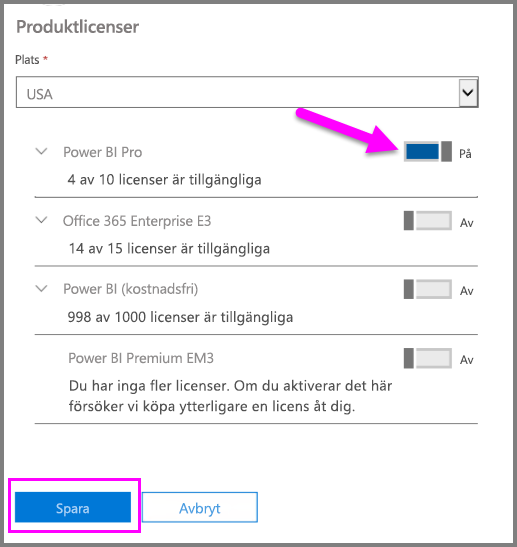 Produktlicenser
Plats *
USA
Power BI Pro
På
4 av 10 licenser är tillgängliga
Office 365 Enterprise E3
Av
14 av 15 licenser är tillgängliga
Power BI (kostnadsfri)
Av
998 av 1000 licenser är tillgängliga
Power BI Premium EM3
Av
Du har inga fler licenser. Om du aktiverar det här
försöker vi köpa ytterligare en licens åt dig.
Spara
Avbryt